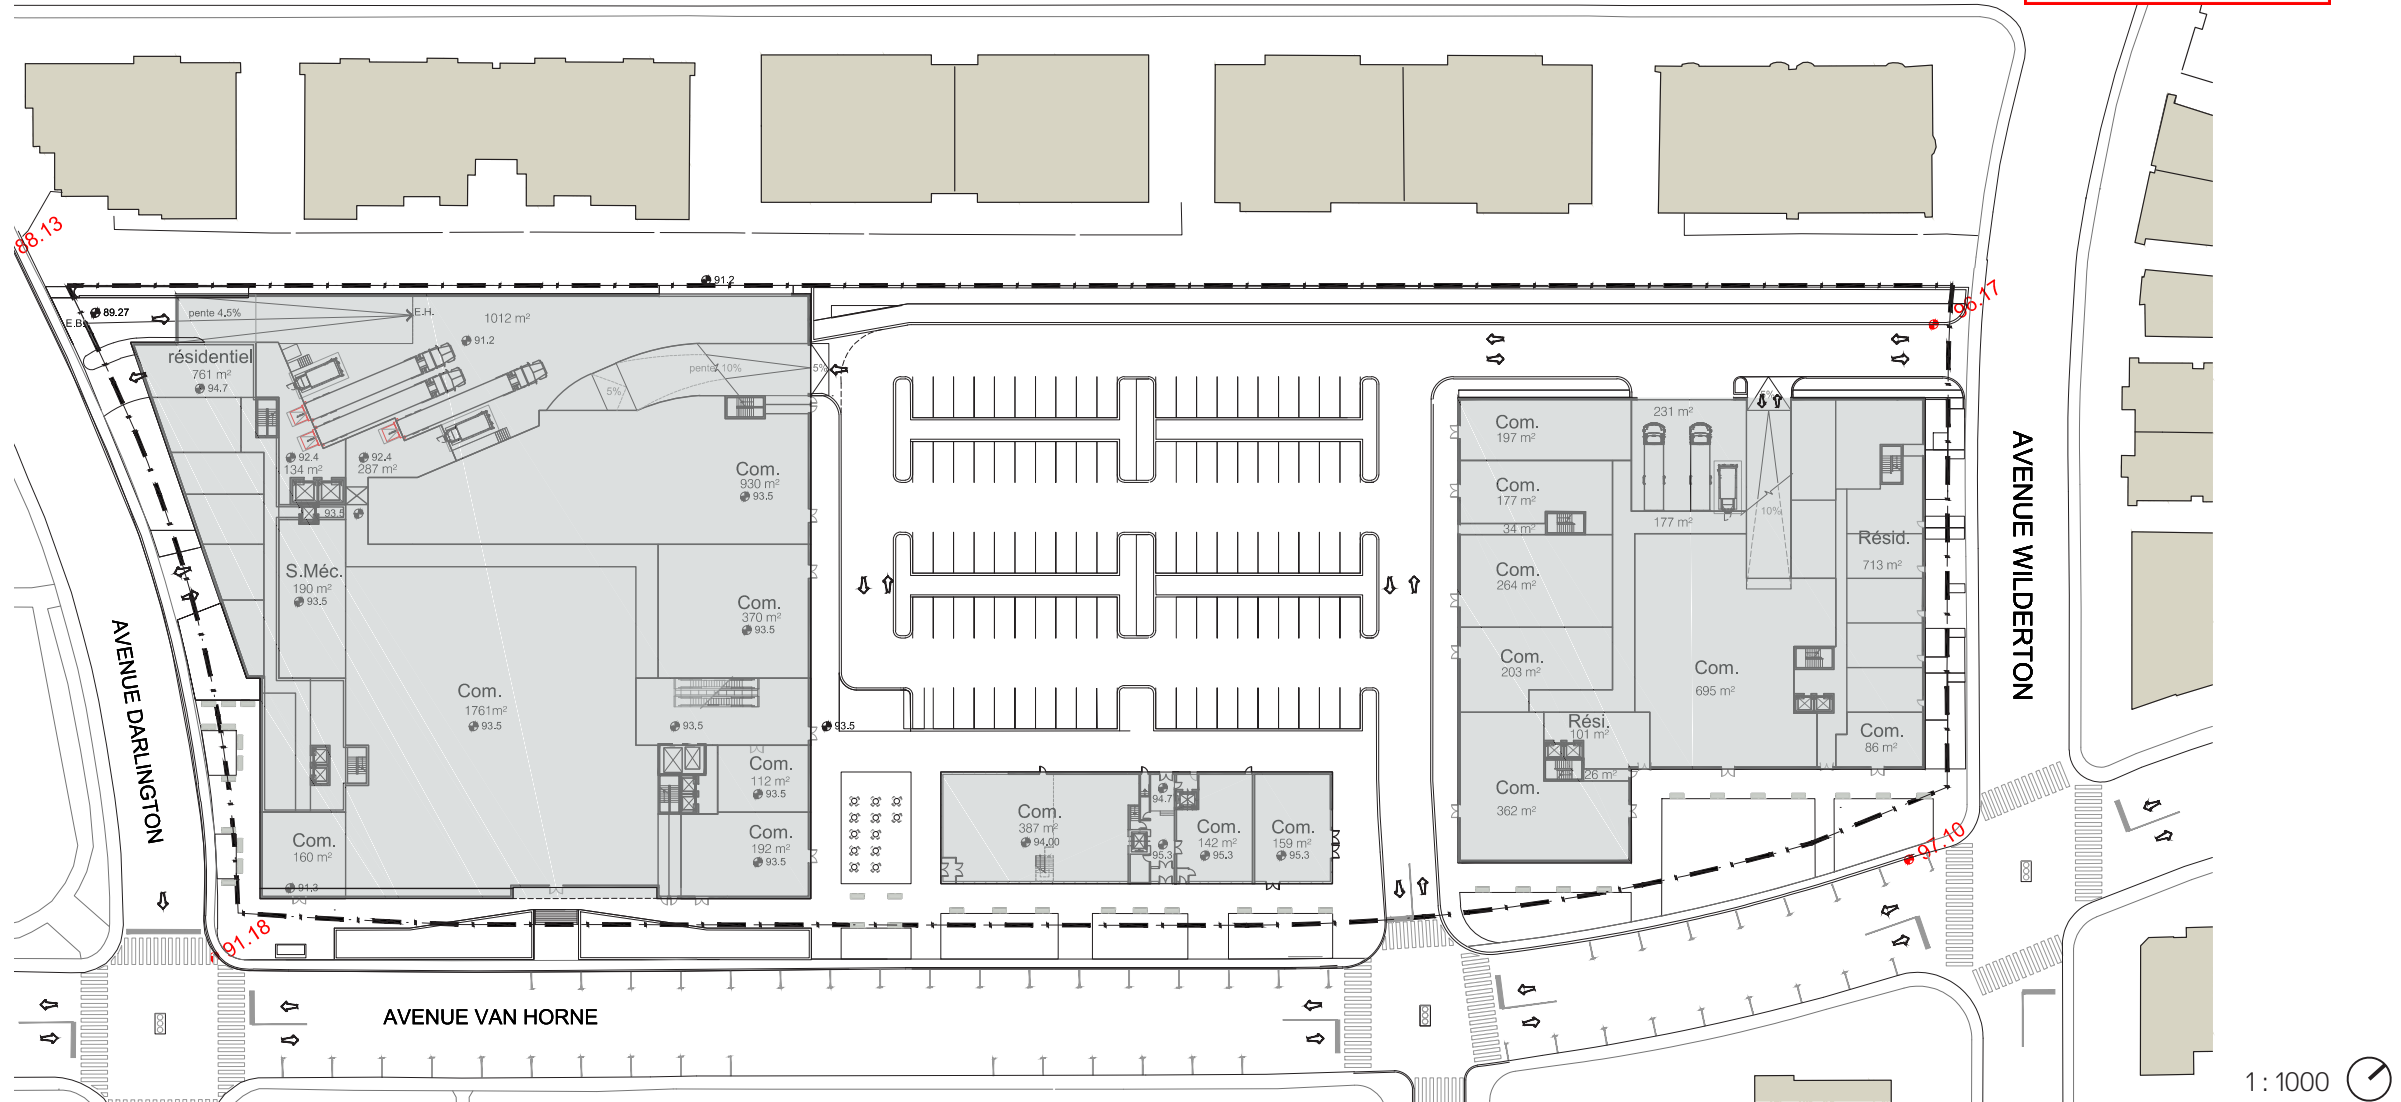 88.13
91.2
96.17
89.27
E.B.
pente 4.5%
E.H.
1012 m²
91.2
résidentiel
761 m²
94.7
pente 10%
5%
5%
92.4
134 m²
92.4
287 m²
93.5
Com.
930 m²
93.5
S.Méc.
190 m²
93.5
Com.
370 m²
93.5
Com.
1761m²
93.5
93,5
93.5
Com.
112 m²
93.5
Com.
192 m²
93.5
Com.
160 m²
91.3
91.18
Com.
387 m²
94.00
94.7
95.3
Com.
142 m²
95.3
Com.
159 m²
95.3
Com.
197 m²
231 m²
Com.
177 m²
34 m²
177 m²
10%
Résid.
713 m²
Com.
264 m²
Com.
203 m²
Com.
695 m²
Rési.
101 m²
26 m²
Com.
86 m²
Com.
362 m²
97.10
AVENUE DARLINGTON
AVENUE WILDERTON
AVENUE VAN HORNE
1 : 1000